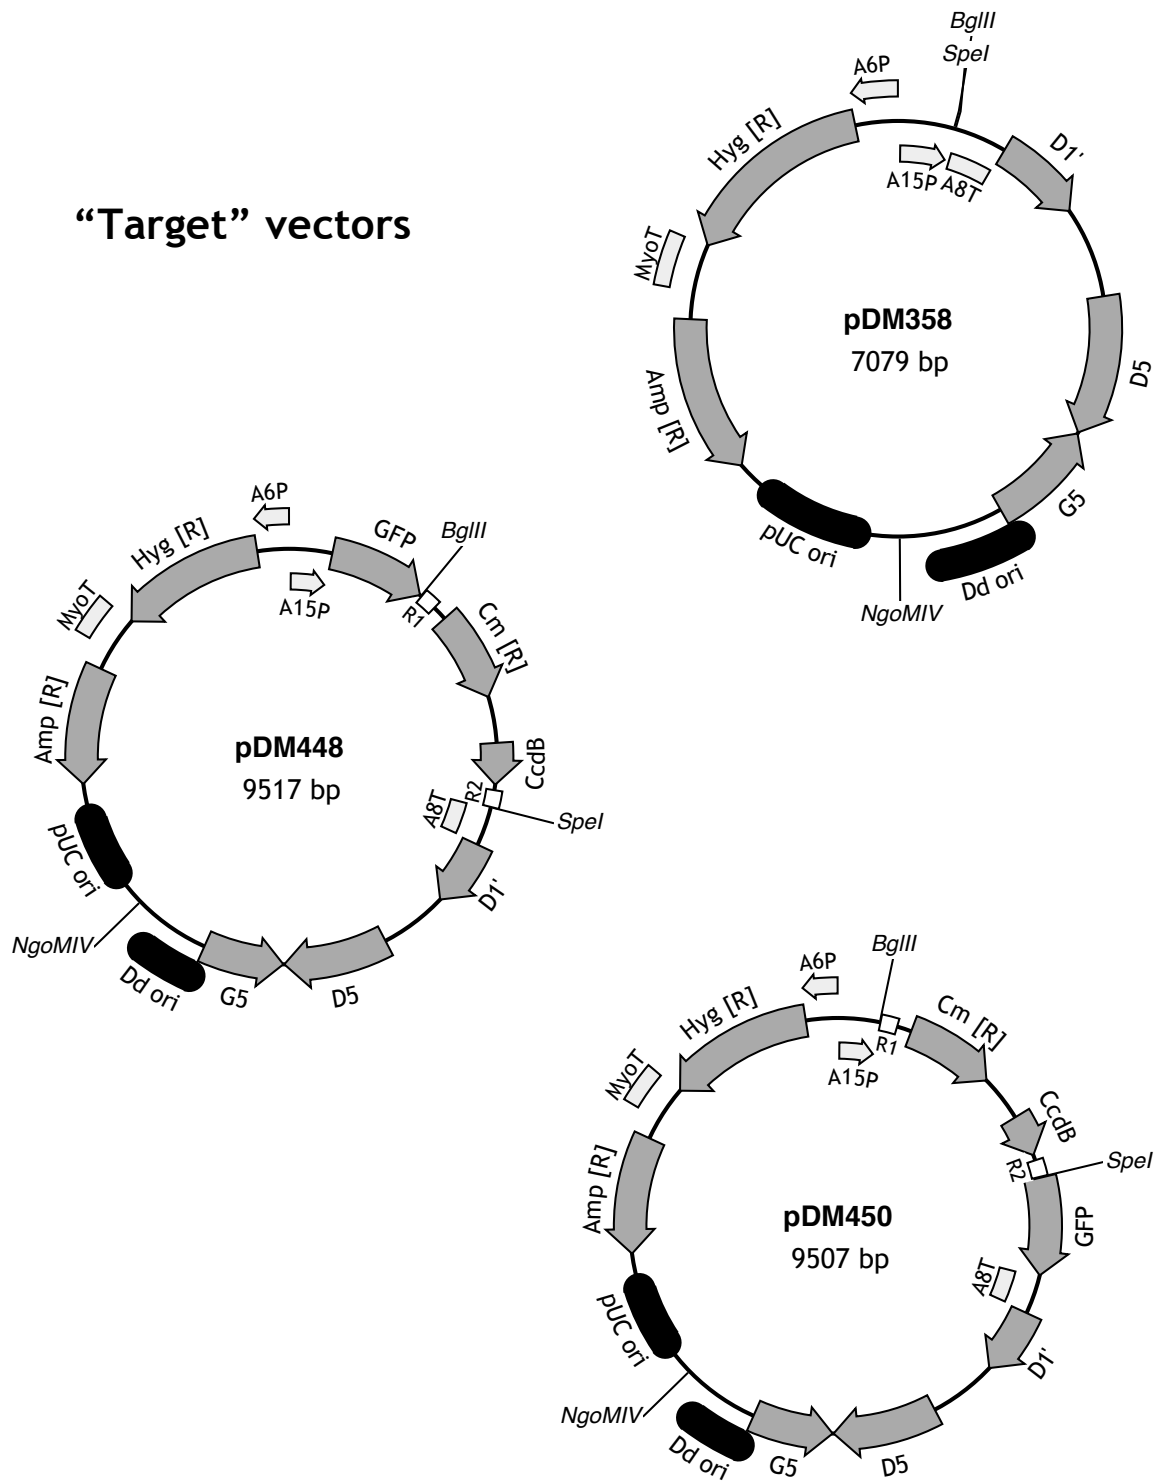 “Target” vectors
BglII
SpeI
A6P
Hyg [R]
A15P
A8T
D1'
MyoT
pDM358
7079 bp
D5
Amp [R]
G5
pUC ori
Dd ori
NgoMIV
A6P
Hyg [R]
GFP
BglII
MyoT
A15P
R1
Cm [R]
Amp [R]
pDM448
9517 bp
CcdB
R2
A8T
SpeI
pUC ori
D1'
NgoMIV
Dd ori
G5
D5
BglII
A6P
Hyg [R]
Cm [R]
R1
A15P
MyoT
CcdB
R2
SpeI
Amp [R]
pDM450
9507 bp
GFP
A8T
pUC ori
D1'
NgoMIV
Dd ori
G5
D5